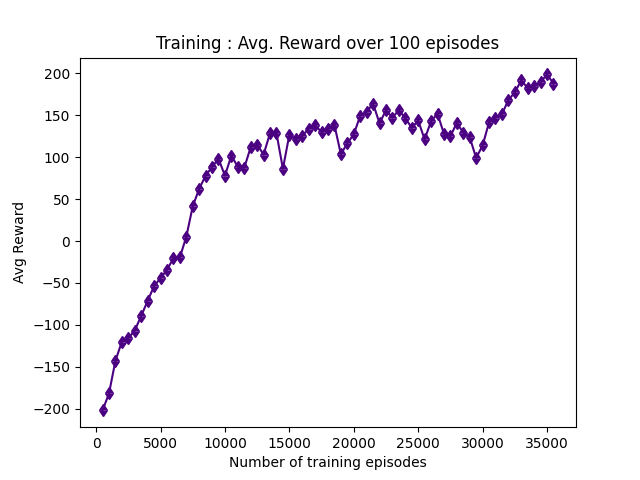 Training : Avg. Reward over 100 episodes
200
150
100
50
0
−50
−100
−150
−200
Avg Reward
0 5000 10000 15000 20000 25000 30000 35000
Number of training episodes